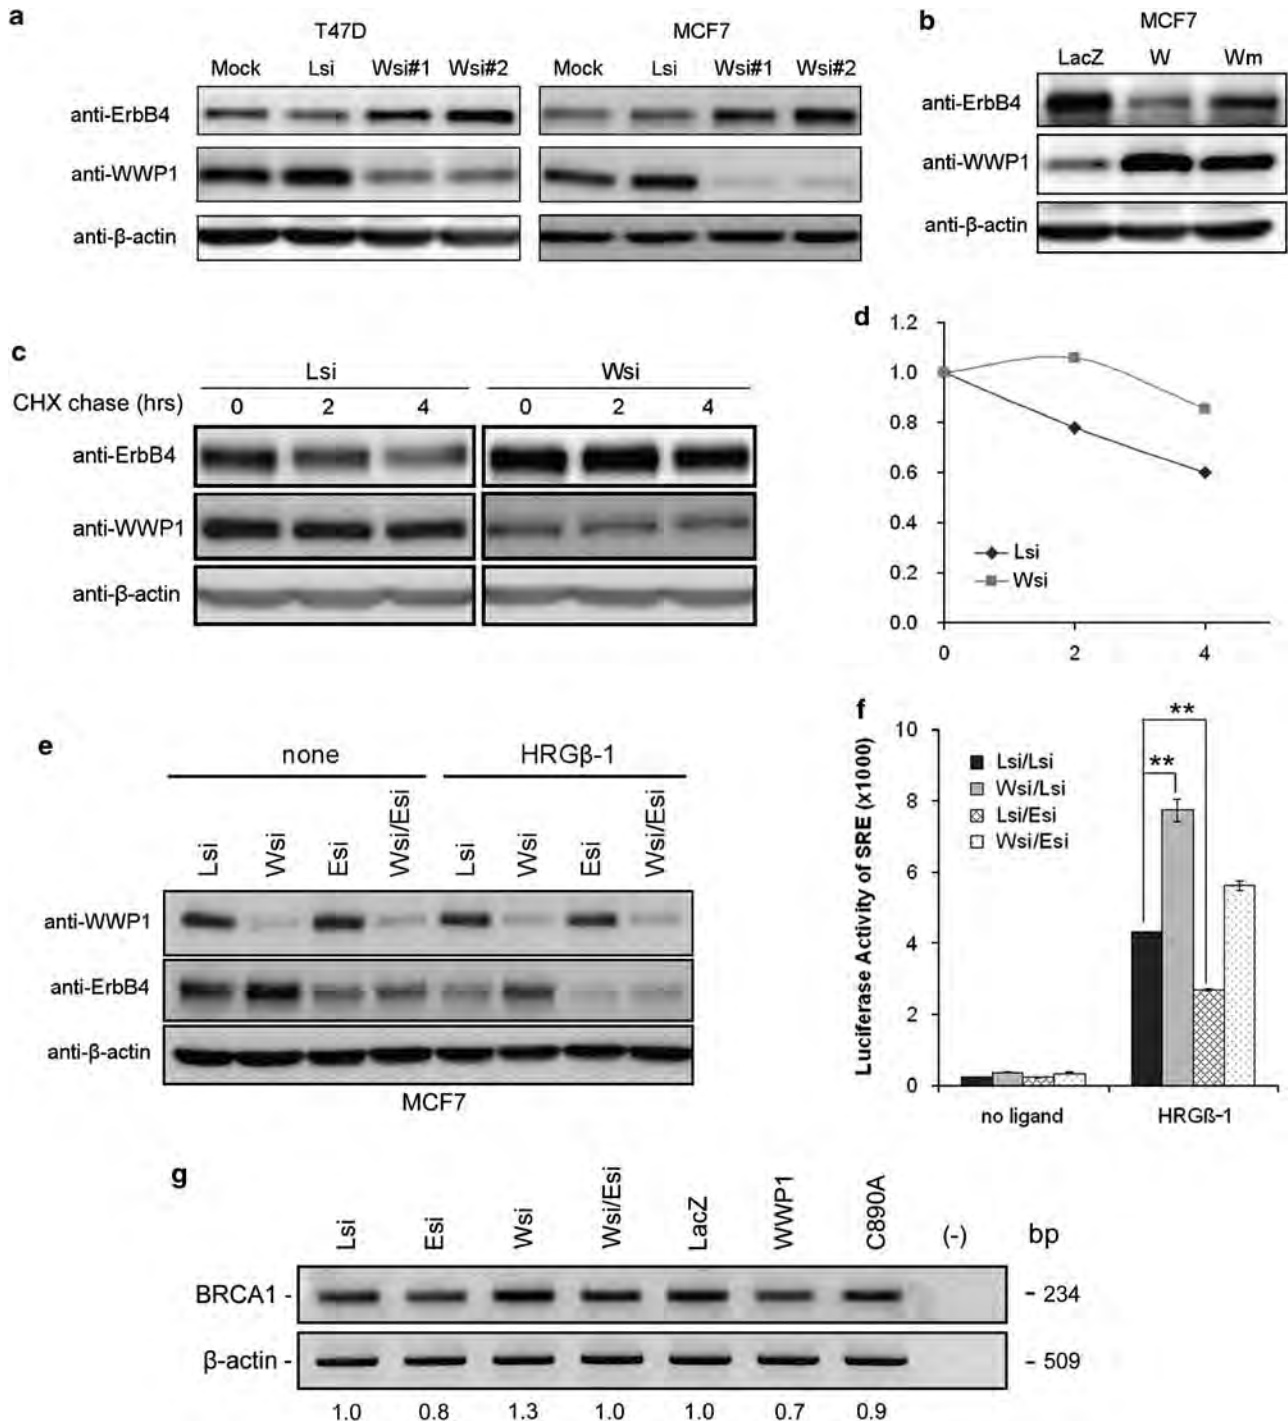 a
T47D
MCF7
Mock Lsi Wsi#1 Wsi#2
Mock Lsi Wsi#1 Wsi#2
anti-ErbB4
anti-WWP1
anti-β-actin
b
MCF7
LacZ W Wm
anti-ErbB4
anti-WWP1
anti-β-actin
c
Lsi Wsi
CHX chase (hrs) 0 2 4 0 2 4
anti-ErbB4
anti-WWP1
anti-β-actin
d
1.2
1.0
0.8
0.6
0.4
0.2
0.0
Lsi
Wsi
0 2 4
e
none HRGβ-1
Lsi Wsi Esi Wsi/Esi Lsi Wsi Esi Wsi/Esi
anti-WWP1
anti-ErbB4
anti-β-actin
MCF7
f
Luciferase Activity of SRE (x1000)
10
8
6
4
2
0
Lsi/Lsi
Wsi/Lsi
Lsi/Esi
Wsi/Esi
**
**
no ligand HRGß-1
g
Lsi Esi Wsi Wsi/Esi LacZ WWP1 C890A (-) bp
BRCA1 - - 234
β-actin - - 509
1.0 0.8 1.3 1.0 1.0 0.7 0.9